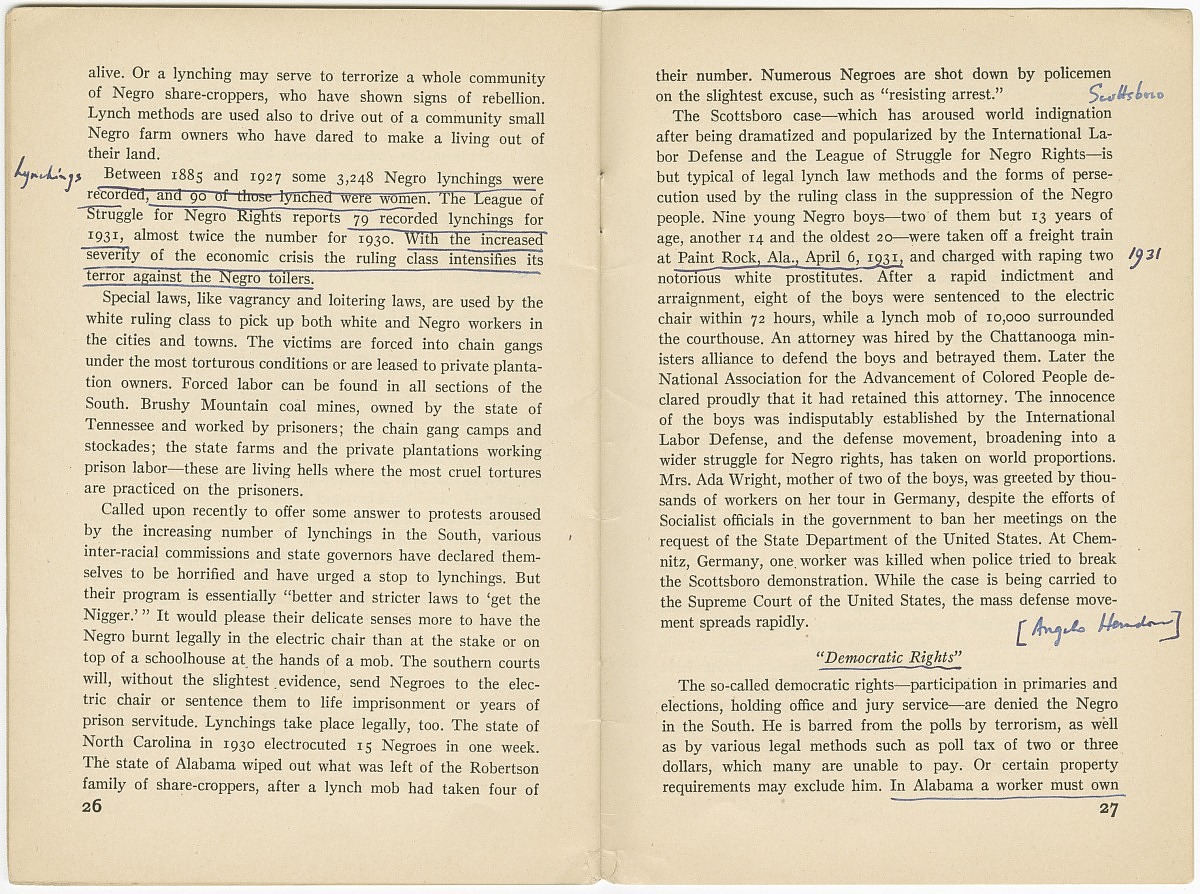 alive. Or a lynching may serve to terrorize a whole community
of Negro share-croppers, who have shown signs of rebellion.
Lynch methods are used also to drive out of a community small
Negro farm owners who have dared to make a living out of
their land.
Lynchings
Between 1885 and 1927 some 3,248 Negro lynchings were
recorded, and 90 of those lynched were women. The League of
Struggle for Negro Rights reports 79 recorded lynchings for
1931, almost twice the number for 1930. With the increased
severity of the economic crisis the ruling class intensifies its
terror against the Negro toilers.
Special laws, like vagrancy and loitering laws, are used by the
white ruling class to pick up both white and Negro workers in
the cities and towns. The victims are forced into chain gangs
under the most torturous conditions or are leased to private planta-
tion owners. Forced labor can be found in all sections of the
South. Brushy Mountain coal mines, owned by the state of
Tennessee and worked by prisoners; the chain gang camps and
stockades; the state farms and the private plantations working
prison labor—these are living hells where the most cruel tortures
are practiced on the prisoners.
Called upon recently to offer some answer to protests aroused
by the increasing number of lynchings in the South, various
inter-racial commissions and state governors have declared them-
selves to be horrified and have urged a stop to lynchings. But
their program is essentially “better and stricter laws to ‘get the
Nigger.’” It would please their delicate senses more to have the
Negro burnt legally in the electric chair than at the stake or on
top of a schoolhouse at the hands of a mob. The southern courts
will, without the slightest evidence, send Negroes to the elec-
tric chair or sentence them to life imprisonment or years of
prison servitude. Lynchings take place legally, too. The state of
North Carolina in 1930 electrocuted 15 Negroes in one week.
The state of Alabama wiped out what was left of the Robertson
family of share-croppers, after a lynch mob had taken four of
26
their number. Numerous Negroes are shot down by policemen
on the slightest excuse, such as “resisting arrest.”
Scottsboro
The Scottsboro case—which has aroused world indignation
after being dramatized and popularized by the International La-
bor Defense and the League of Struggle for Negro Rights—is
but typical of legal lynch law methods and the forms of perse-
cution used by the ruling class in the suppression of the Negro
people. Nine young Negro boys—two of them but 13 years of
age, another 14 and the oldest 20—were taken off a freight train
at Paint Rock, Ala., April 6, 1931, and charged with raping two
1931
notorious white prostitutes. After a rapid indictment and
arraignment, eight of the boys were sentenced to the electric
chair within 72 hours, while a lynch mob of 10,000 surrounded
the courthouse. An attorney was hired by the Chattanooga min-
isters alliance to defend the boys and betrayed them. Later the
National Association for the Advancement of Colored People de-
clared proudly that it had retained this attorney. The innocence
of the boys was indisputably established by the International
Labor Defense, and the defense movement, broadening into a
wider struggle for Negro rights, has taken on world proportions.
Mrs. Ada Wright, mother of two of the boys, was greeted by thou-
sands of workers on her tour in Germany, despite the efforts of
Socialist officials in the government to ban her meetings on the
request of the State Department of the United States. At Chem-
nitz, Germany, one worker was killed when police tried to break
the Scottsboro demonstration. While the case is being carried to
the Supreme Court of the United States, the mass defense move-
ment spreads rapidly.
[Angelo Herndon]
“Democratic Rights”
The so-called democratic rights—participation in primaries and
elections, holding office and jury service—are denied the Negro
in the South. He is barred from the polls by terrorism, as well
as by various legal methods such as poll tax of two or three
dollars, which many are unable to pay. Or certain property
requirements may exclude him. In Alabama a worker must own
27